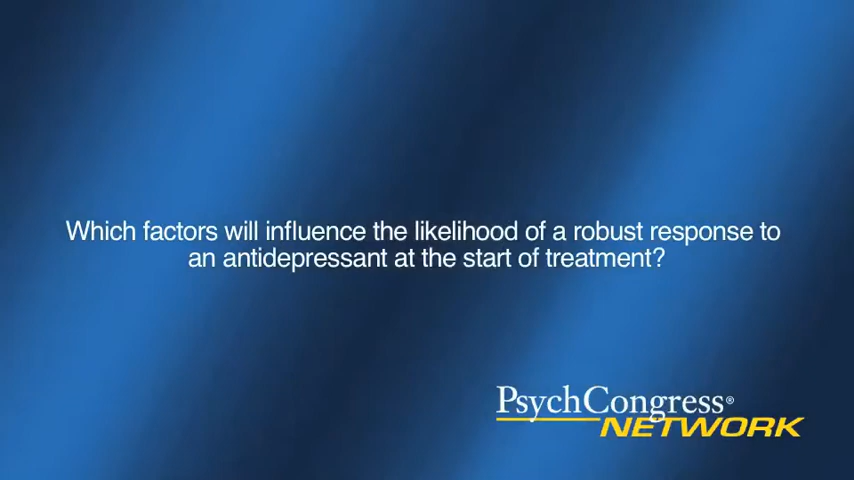 Which factors will influence the likelihood of a robust response to
an antidepressant at the start of treatment?
PsychCongress®
NETWORK